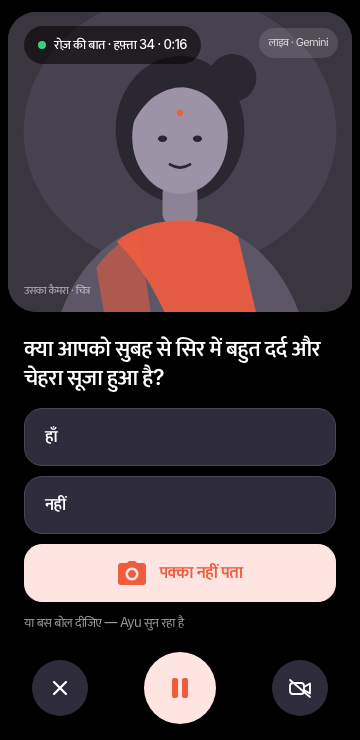 रोज़ की बात · हफ़्ता 34 · 0:16
लाइव · Gemini
उसका कैमरा · चित्र
क्या आपको सुबह से सिर में बहुत दर्द और
चेहरा सूजा हुआ है?
हाँ
नहीं
पक्का नहीं पता
या बस बोल दीजिए — Ayu सुन रहा है